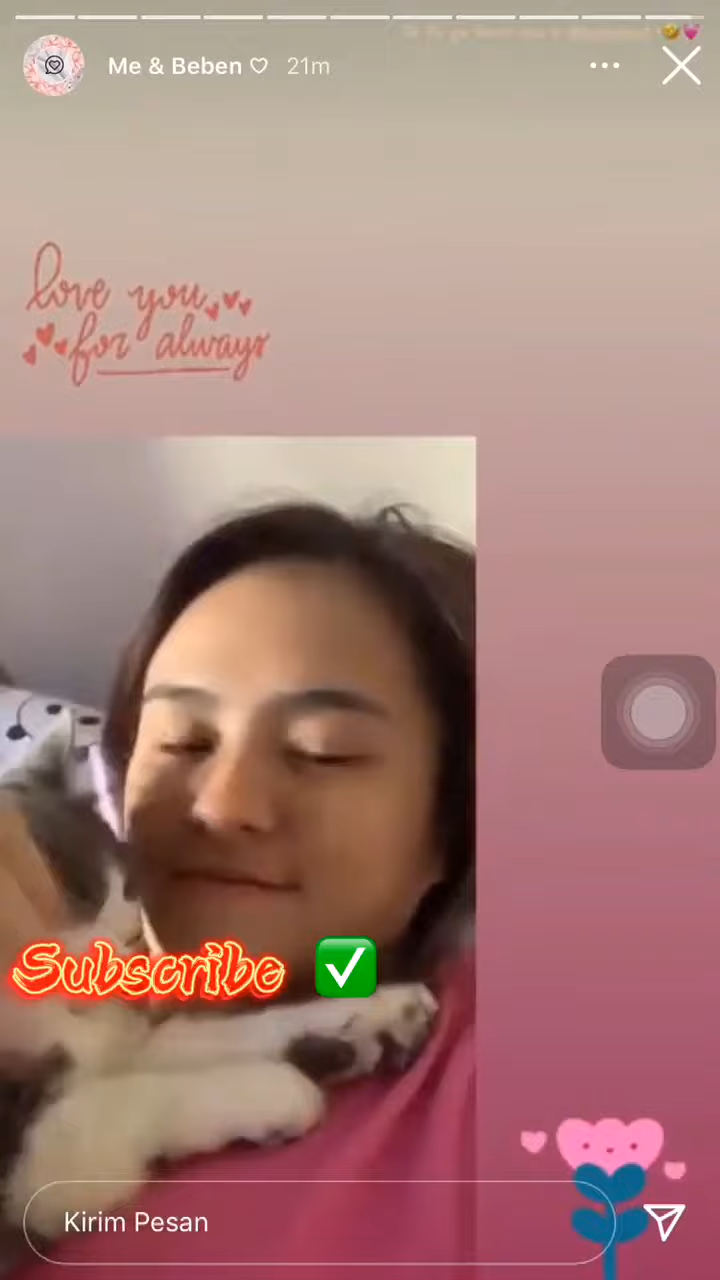 Me & Beben ♡ 21m
love you
for always
Subscribe ✅
Kirim Pesan